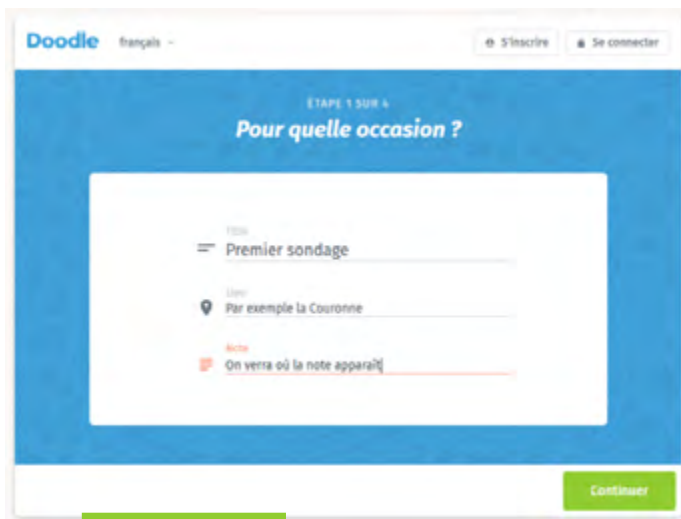 Doodle français
S'inscrire
Se connecter
ÉTAPE 1 SUR 4
Pour quelle occasion ?
Titre
Premier sondage
Lieu
Par exemple la Couronne
Note
On verra où la note apparaît
Continuer